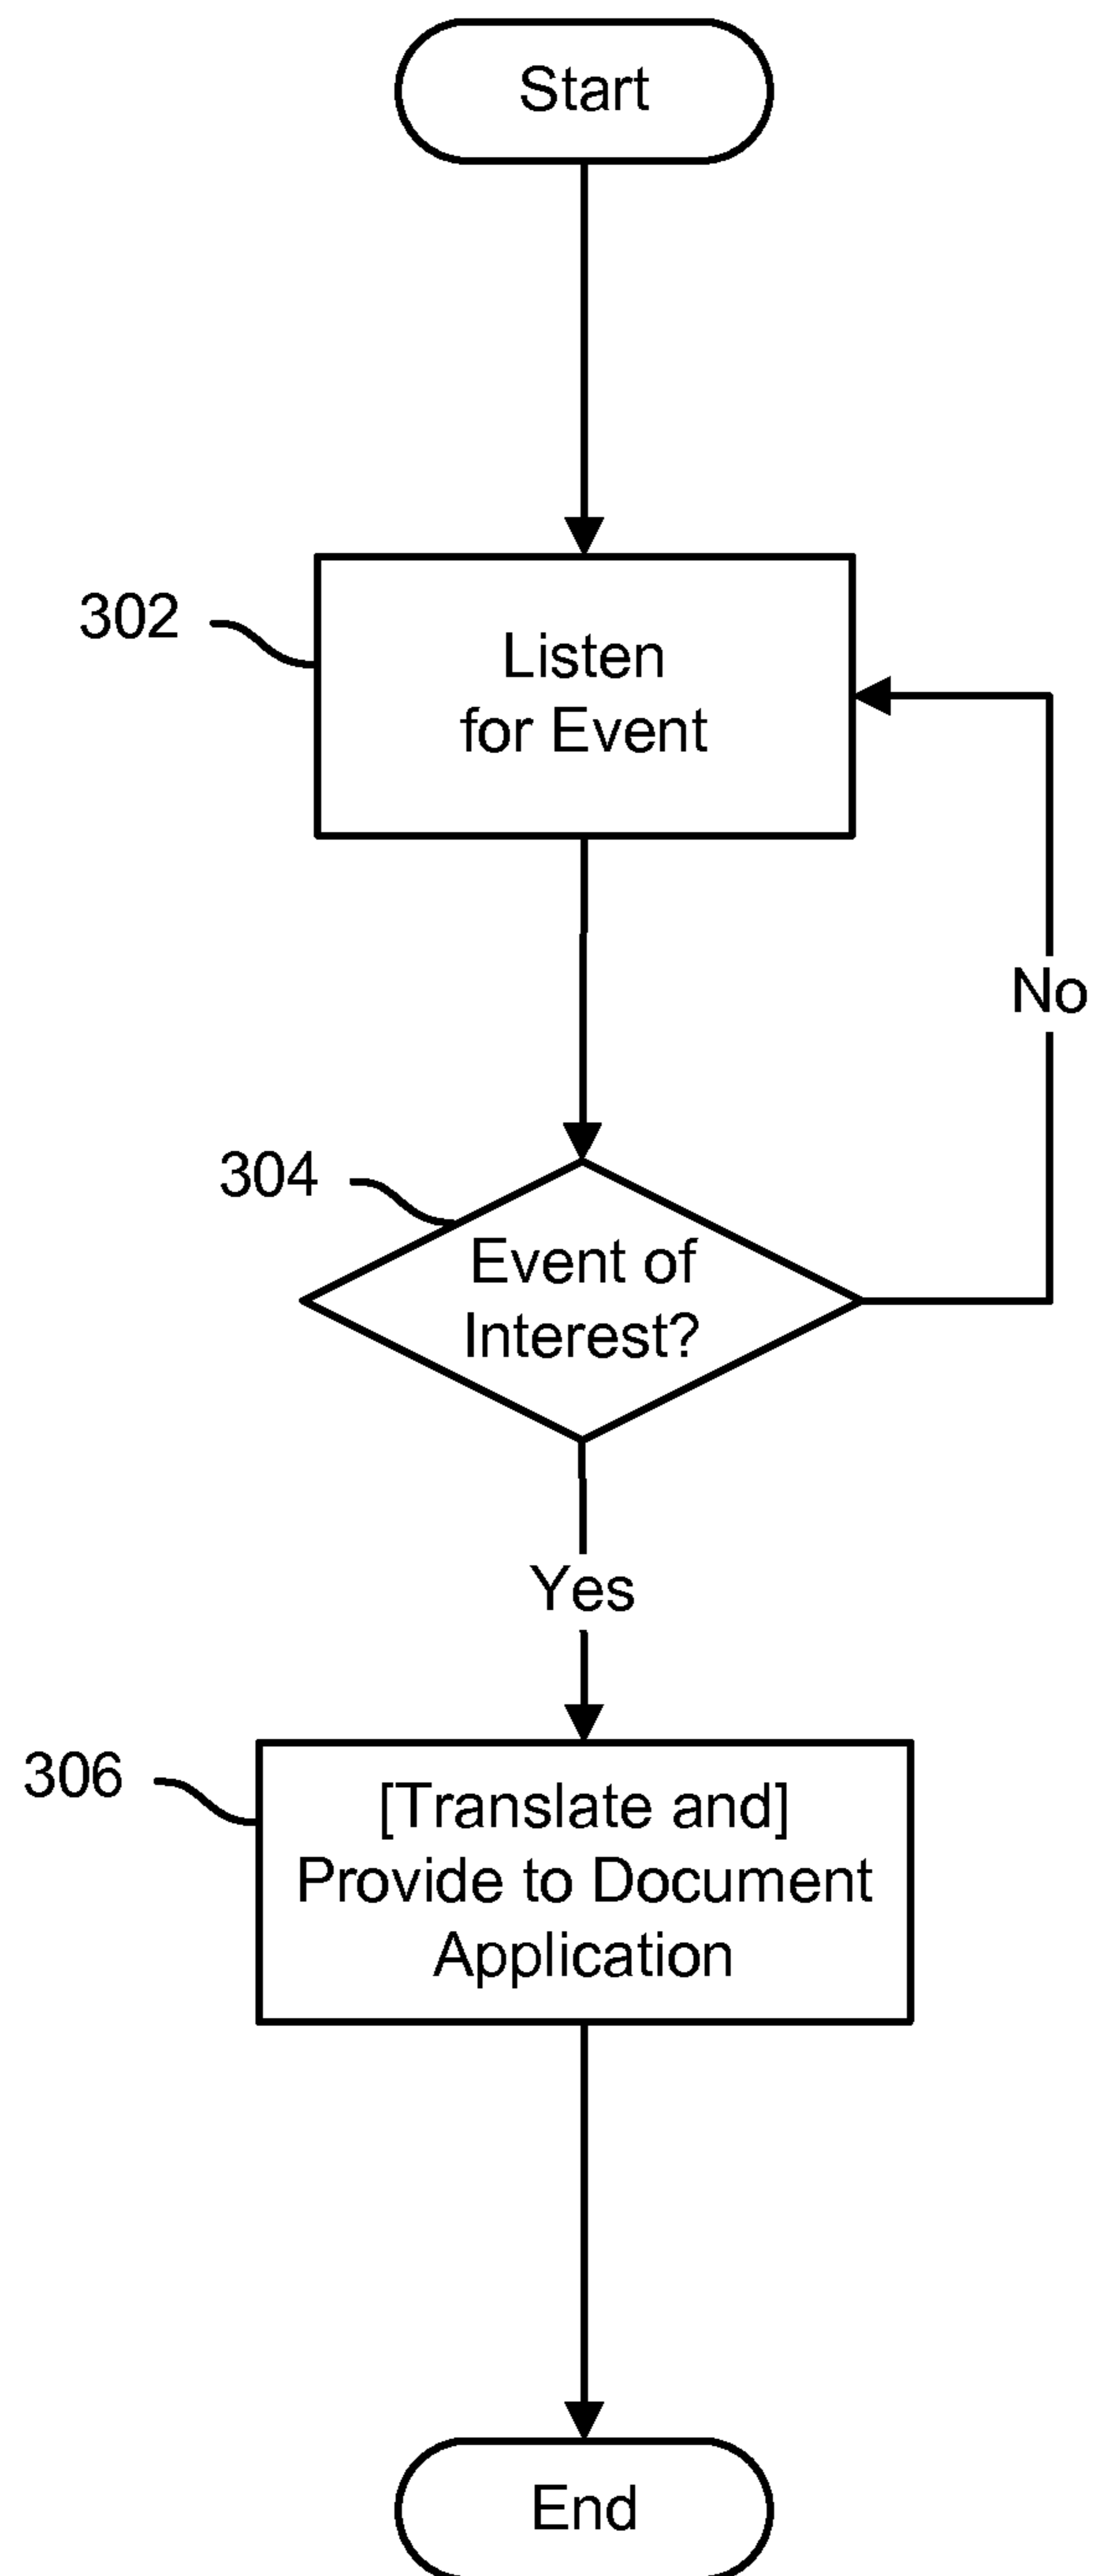 Start
302
Listen
for Event
No
304
Event of
Interest?
Yes
306
[Translate and]
Provide to Document
Application
End